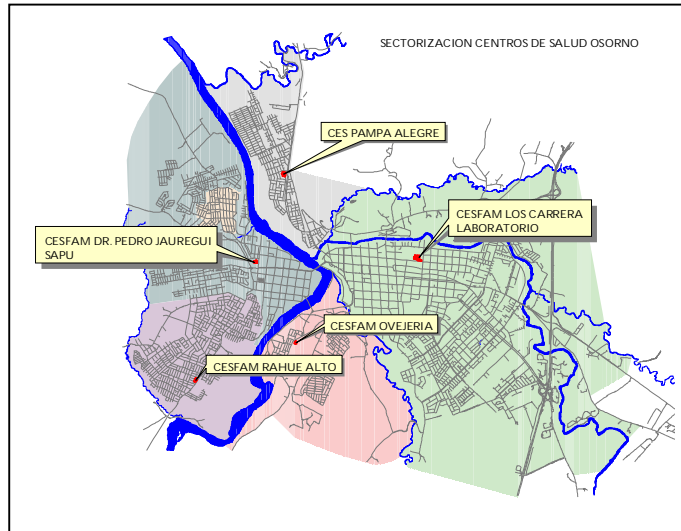 SECTORIZACION CENTROS DE SALUD OSORNO
CES PAMPA ALEGRE
CESFAM LOS CARRERA
LABORATORIO
CESFAM DR. PEDRO JAUREGUI
SAPU
CESFAM OVEJERIA
CESFAM RAHUE ALTO